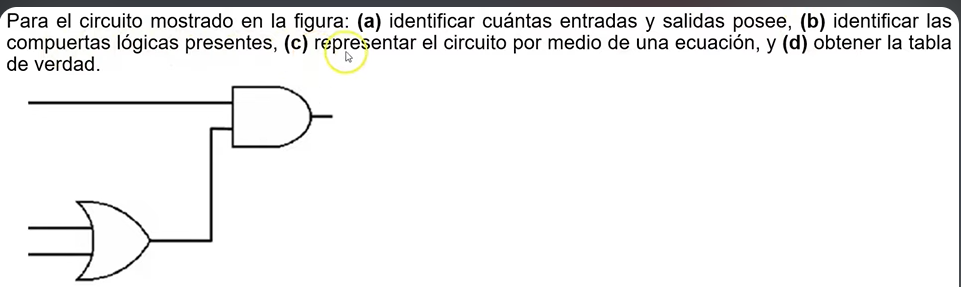 Para el circuito mostrado en la figura: (a) identificar cuántas entradas y salidas posee, (b) identificar las
compuertas lógicas presentes, (c) representar el circuito por medio de una ecuación, y (d) obtener la tabla
de verdad.